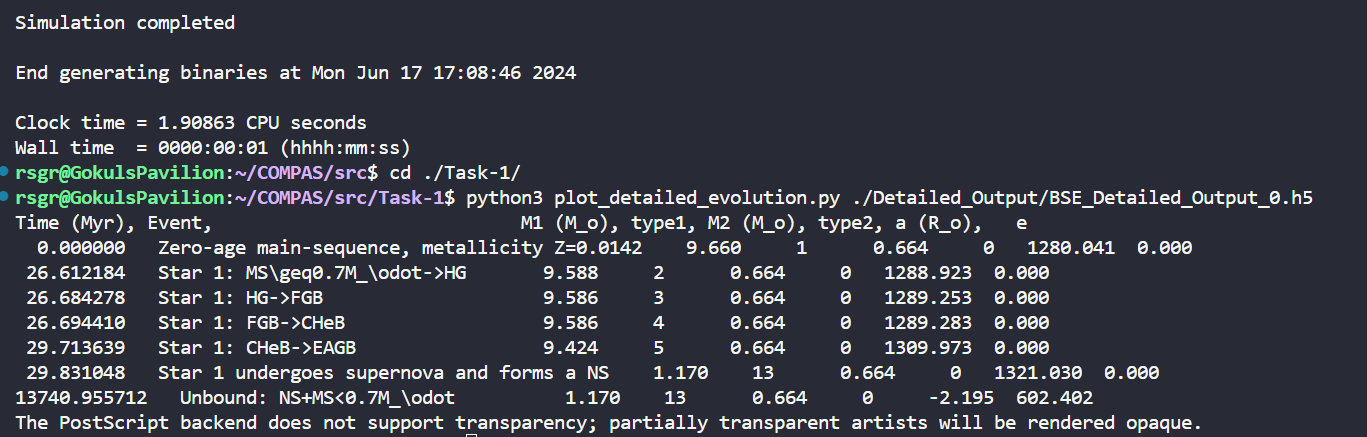 Simulation completed
End generating binaries at Mon Jun 17 17:08:46 2024
Clock time = 1.90863 CPU seconds
Wall time  = 0000:00:01 (hhhh:mm:ss)
rsgr@GokulsPavilion:~/COMPAS/src$ cd ./Task-1/
rsgr@GokulsPavilion:~/COMPAS/src/Task-1$ python3 plot_detailed_evolution.py ./Detailed_Output/BSE_Detailed_Output_0.h5
Time (Myr), Event,                            M1 (M_o), type1, M2 (M_o), type2, a (R_o),   e
0.000000   Zero-age main-sequence, metallicity Z=0.0142    9.660     1      0.664     0   1280.041  0.000
26.612184   Star 1: MS\geq0.7M_\odot->HG       9.588     2      0.664     0   1288.923  0.000
26.684278   Star 1: HG->FGB                    9.586     3      0.664     0   1289.253  0.000
26.694410   Star 1: FGB->CHeB                  9.586     4      0.664     0   1289.283  0.000
29.713639   Star 1: CHeB->EAGB                 9.424     5      0.664     0   1309.973  0.000
29.831048   Star 1 undergoes supernova and forms a NS    1.170    13      0.664     0   1321.030  0.000
13740.955712   Unbound: NS+MS<0.7M_\odot          1.170    13      0.664     0     -2.195  602.402
The PostScript backend does not support transparency; partially transparent artists will be rendered opaque.